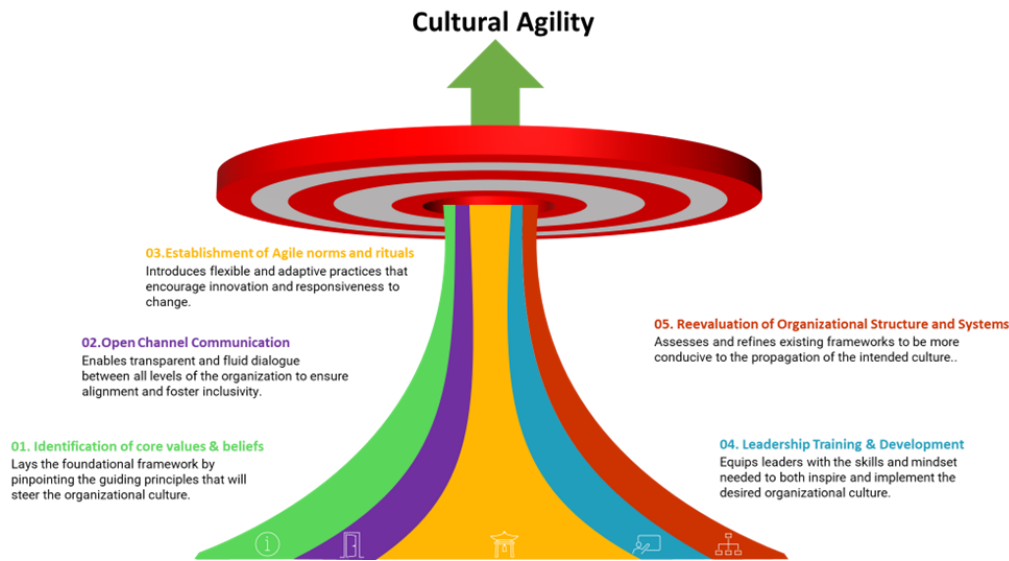 Cultural Agility
03.Establishment of Agile norms and rituals
Introduces flexible and adaptive practices that
encourage innovation and responsiveness to
change.
02.Open Channel Communication
Enables transparent and fluid dialogue
between all levels of the organization to ensure
alignment and foster inclusivity.
01. Identification of core values & beliefs
Lays the foundational framework by
pinpointing the guiding principles that will
steer the organizational culture.
05. Reevaluation of Organizational Structure and Systems
Assesses and refines existing frameworks to be more
conducive to the propagation of the intended culture..
04. Leadership Training & Development
Equips leaders with the skills and mindset
needed to both inspire and implement the
desired organizational culture.